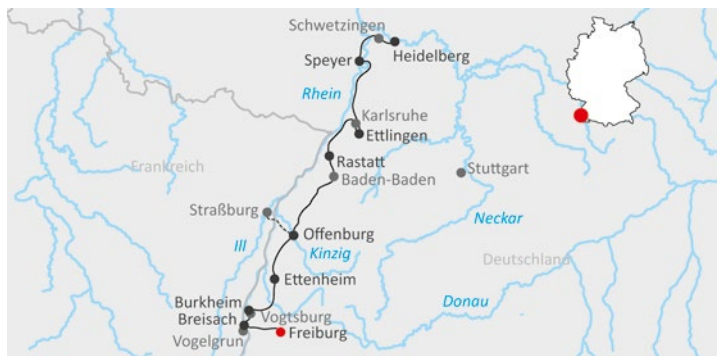 Schwetzingen
Heidelberg
Speyer
Rhein
Karlsruhe
Ettlingen
Frankreich
Rastatt
Baden-Baden
Stuttgart
Straßburg
Neckar
Offenburg
Ill
Kinzig
Deutschland
Ettenheim
Donau
Burkheim
Vogtsburg
Breisach
Freiburg
Vogelgrun